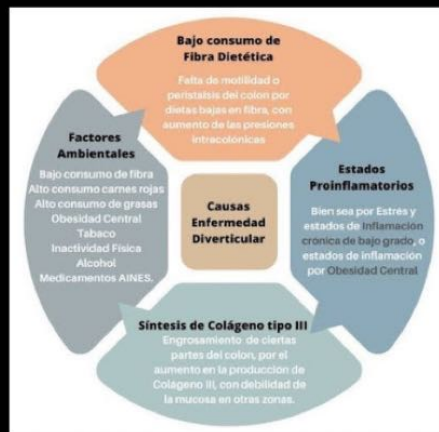 Bajo consumo de
Fibra Dietética
Falta de motilidad o
peristalsis del colon por
dietas bajas en fibra, con
aumento de las presiones
intracolónicas
Factores
Ambientales
Bajo consumo de fibra
Alto consumo carnes rojas
Alto consumo de grasas
Obesidad Central
Tabaco
Inactividad Física
Alcohol
Medicamentos AINES.
Causas
Enfermedad
Diverticular
Estados
Proinflamatorios
Bien sea por Estrés y
estados de Inflamación
crónica de bajo grado, o
estados de inflamación
por Obesidad Central
Síntesis de Colágeno tipo III
Engrosamiento de ciertas
partes del colon, por el
aumento en la producción de
Colágeno III, con debilidad de
la mucosa en otras zonas.